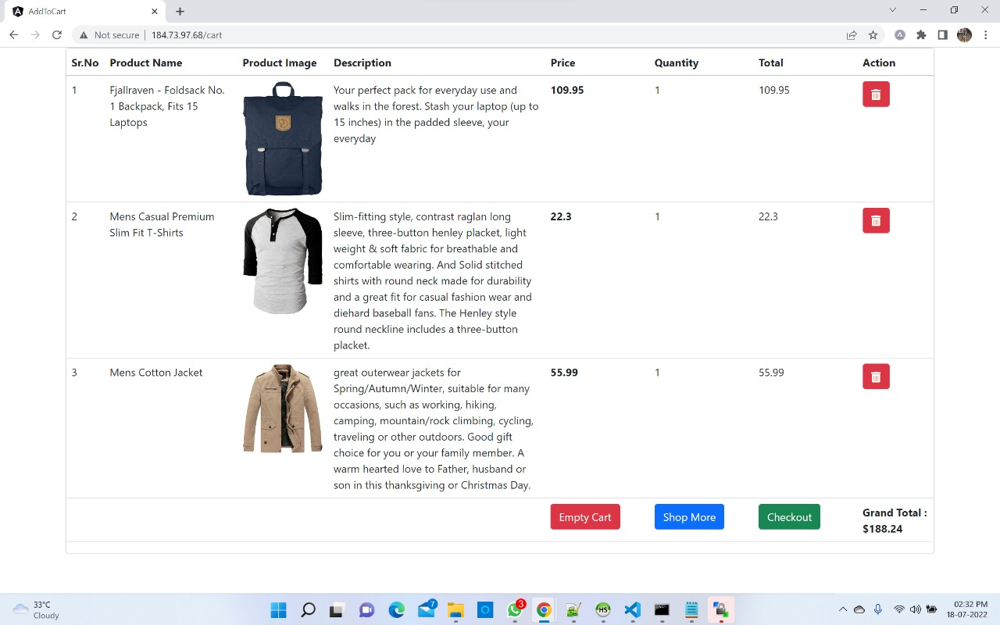 AddToCart
Not secure 184.73.97.68/cart
Sr.No Product Name Product Image Description Price Quantity Total Action
1 Fjallraven - Foldsack No. Your perfect pack for everyday use and 109.95 1 109.95
1 Backpack, Fits 15 walks in the forest. Stash your laptop (up to
Laptops 15 inches) in the padded sleeve, your
everyday
2 Mens Casual Premium Slim-fitting style, contrast raglan long 22.3 1 22.3
Slim Fit T-Shirts sleeve, three-button henley placket, light
weight & soft fabric for breathable and
comfortable wearing. And Solid stitched
shirts with round neck made for durability
and a great fit for casual fashion wear and
diehard baseball fans. The Henley style
round neckline includes a three-button
placket.
3 Mens Cotton Jacket great outerwear jackets for 55.99 1 55.99
Spring/Autumn/Winter, suitable for many
occasions, such as working, hiking,
camping, mountain/rock climbing, cycling,
traveling or other outdoors. Good gift
choice for you or your family member. A
warm hearted love to Father, husband or
son in this thanksgiving or Christmas Day.
Empty Cart Shop More Checkout Grand Total :
$188.24
33°C
Cloudy
7
3
HS
02:32 PM
18-07-2022